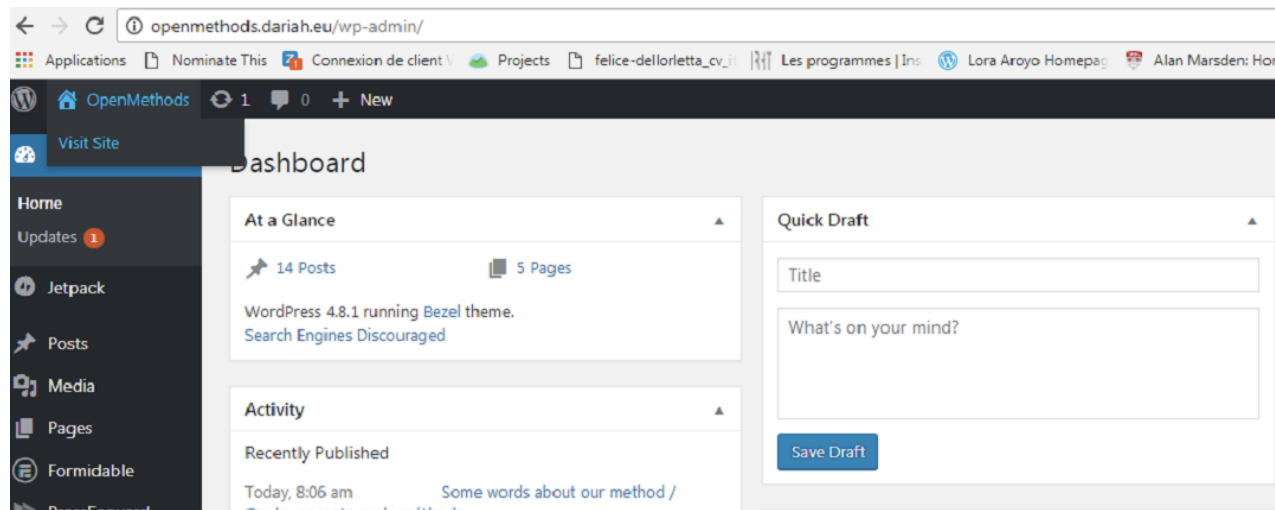 openmethods.dariah.eu/wp-admin/
Applications Nominate This Connexion de client Projects felice-dellorletta_cv_it Les programmes | Ins Lora Aroyo Homepag Alan Marsden: Hor
OpenMethods 1 0 + New
Visit Site
Dashboard
Home
Updates 1
Jetpack
Posts
Media
Pages
Formidable
At a Glance
14 Posts 5 Pages
WordPress 4.8.1 running Bezel theme.
Search Engines Discouraged
Activity
Recently Published
Today, 8:06 am Some words about our method /
Quick Draft
Title
What's on your mind?
Save Draft